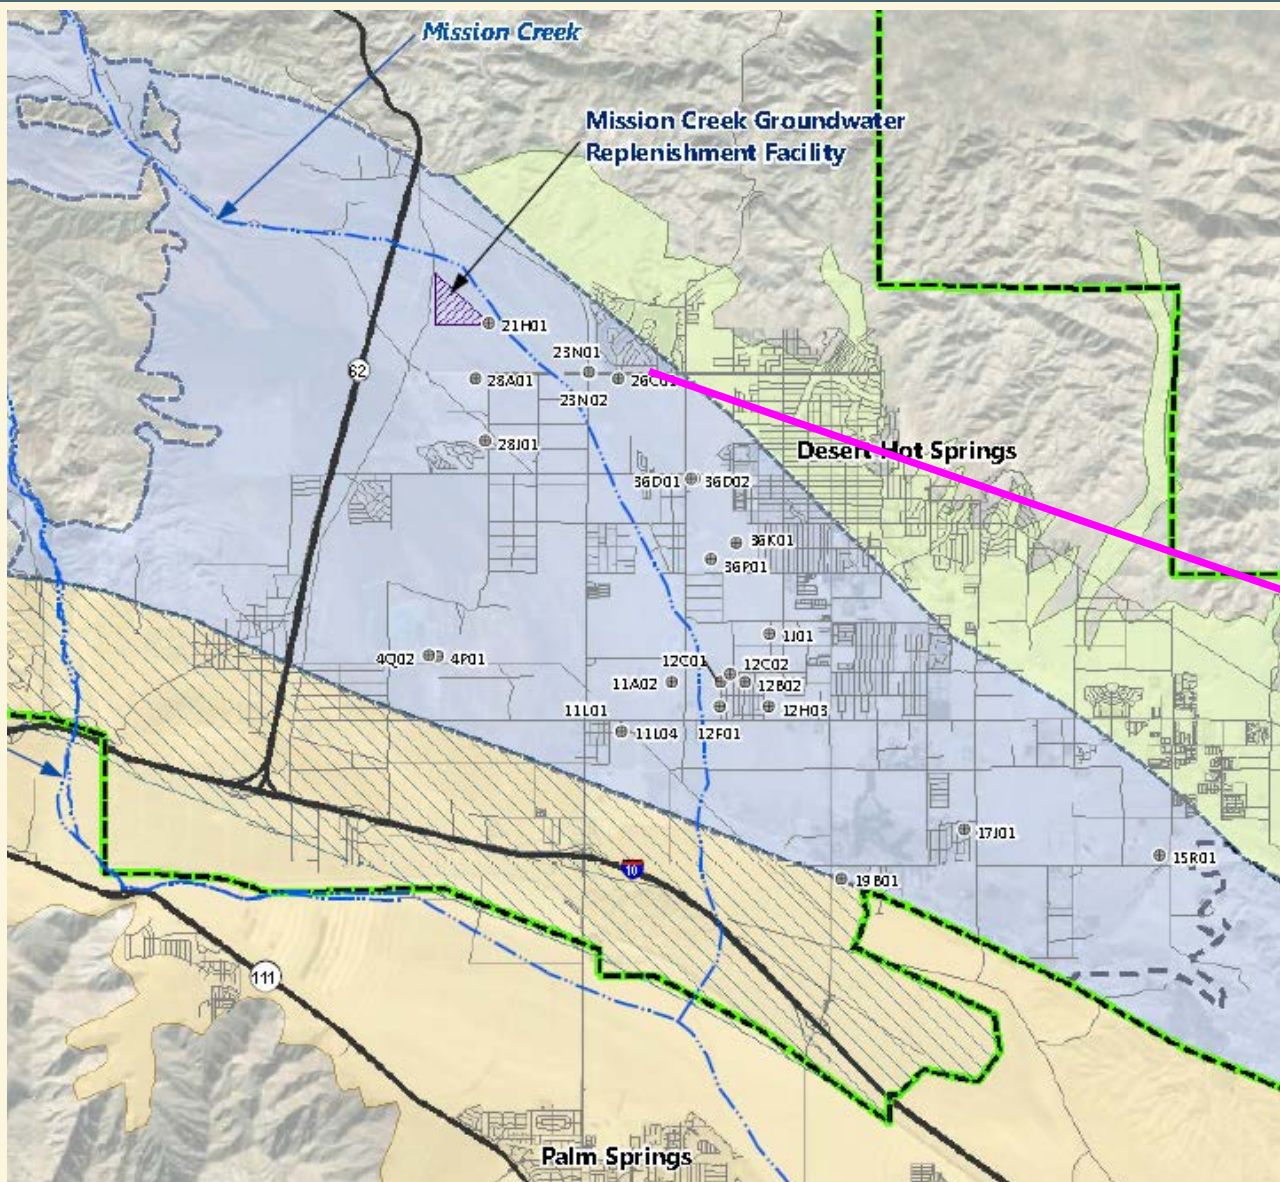 Mission Creek
Mission Creek Groundwater
Replenishment Facility
21H01
23N01
62
28A01
26C01
23N02
28J01
Desert Hot Springs
36D01
36D02
36K01
36P01
1J01
4Q02
4P01
12C01
12C02
11A02
12B02
11L01
12H03
11L04
12F01
17J01
15R01
10
19B01
111
Palm Springs